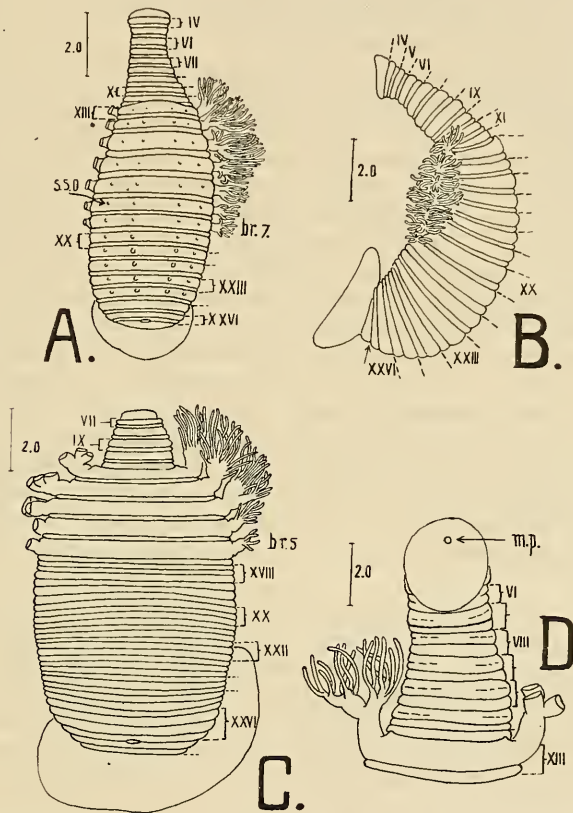 IV
VI
VII
2.0
X
XIII
S.S.O
br. 7
XX
XXIII
XXVI
A.
IV
V
VI
IX
XI
2.0
XX
XXIII
XXVI
B.
VII
IX
2.0
br. 5
XVIII
XX
XXII
XXVI
C.
m.p.
2.0
VI
VIII
D
XIII